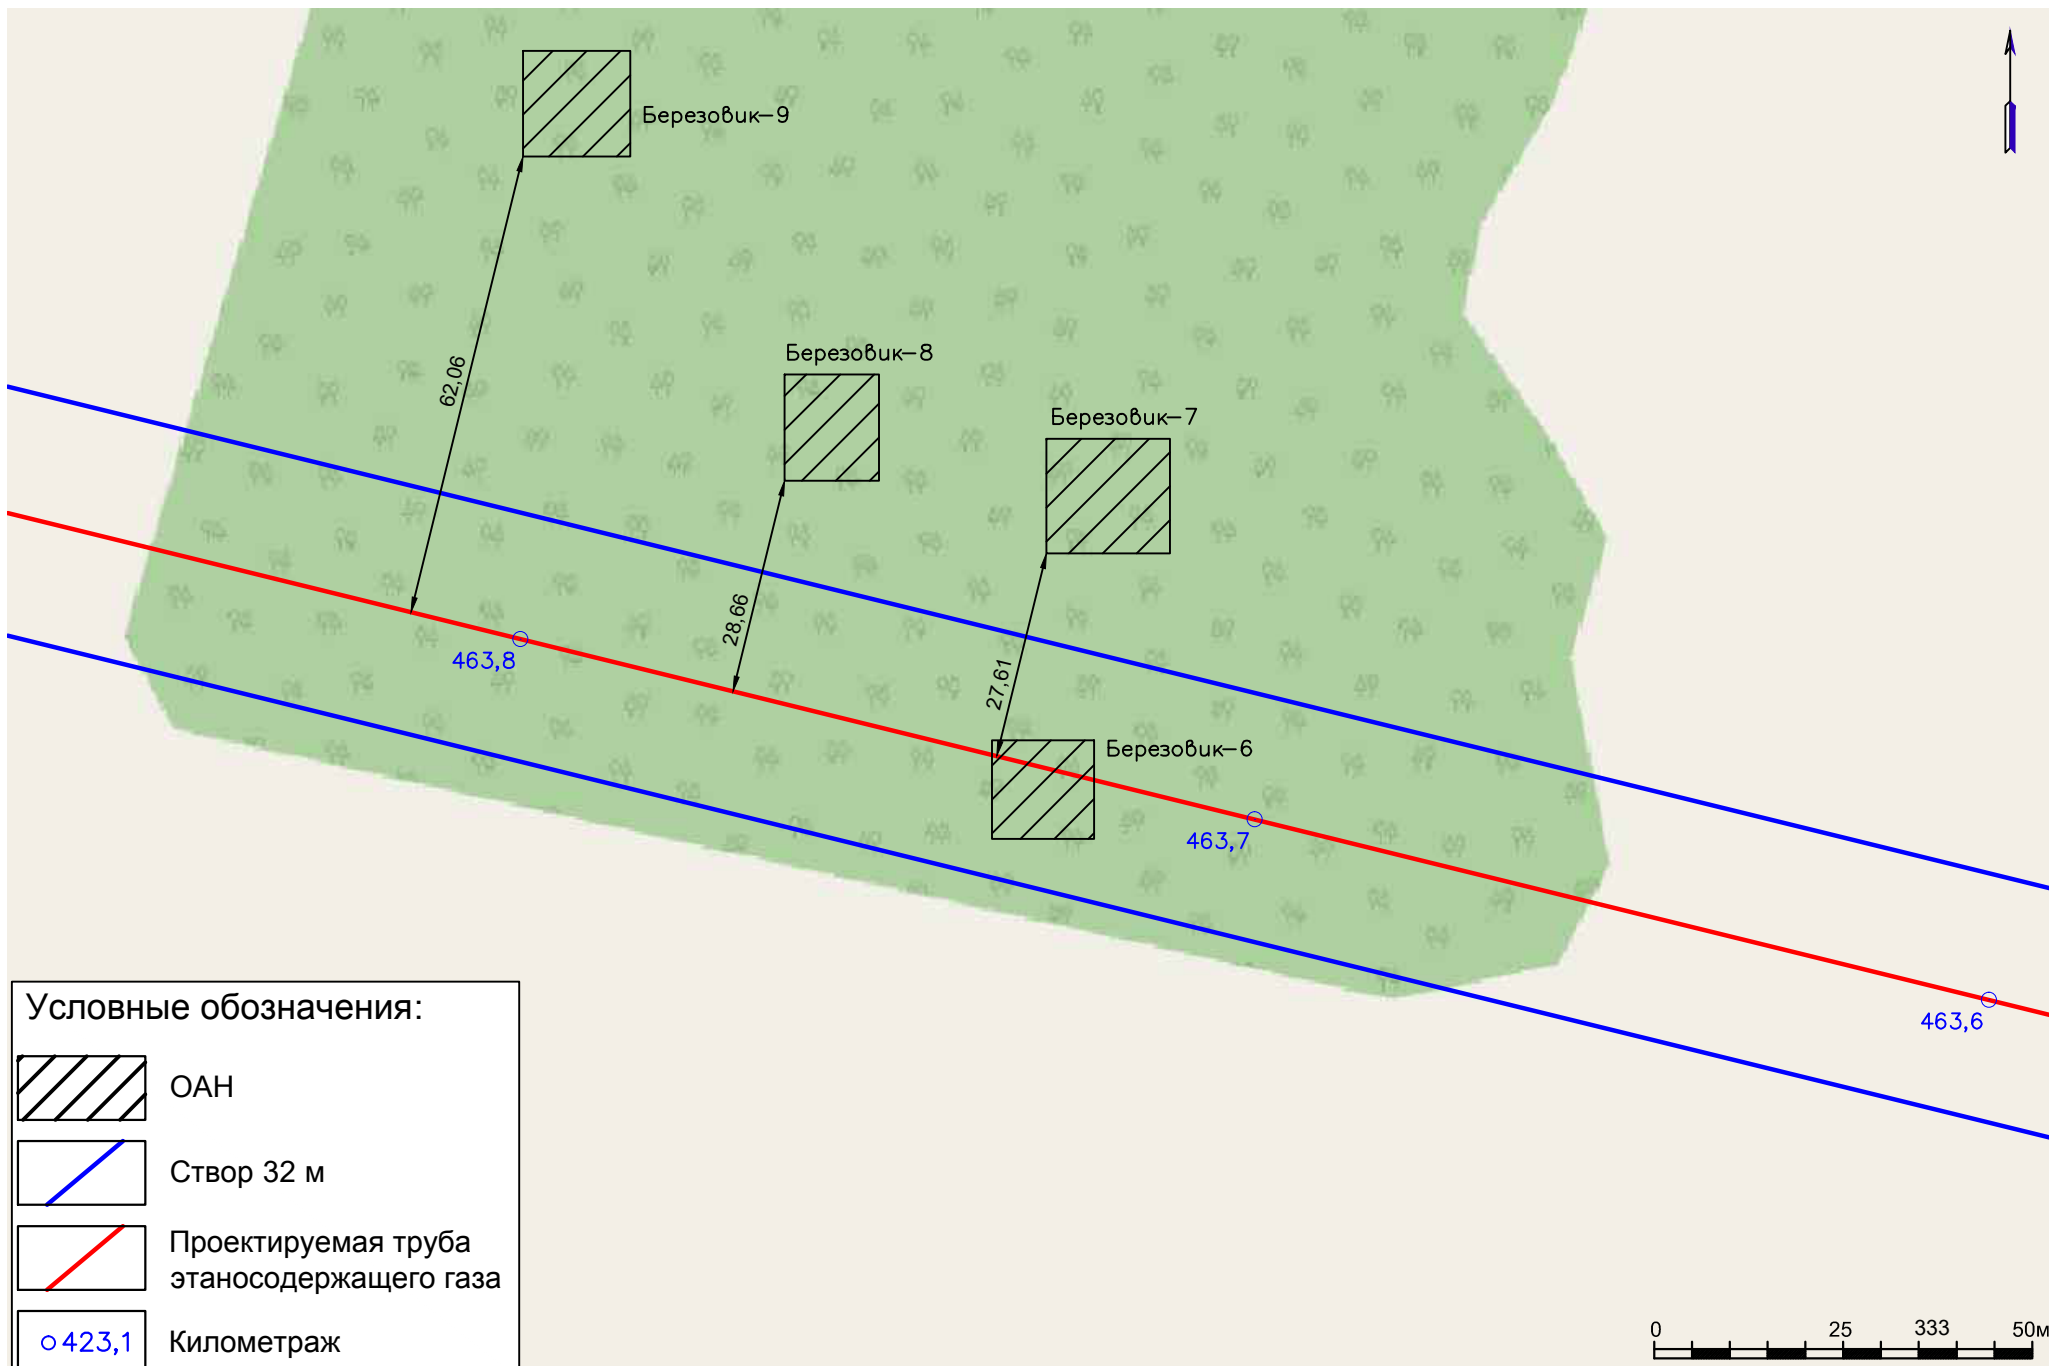 Березовик-9
62,06
Березовик-8
Березовик-7
28,66
463,8
27,61
Березовик-6
463,7
463,6
Условные обозначения:
ОАН
Створ 32 м
Проектируемая труба
этаносодержащего газа
423,1 Километраж
0 25 333 50м